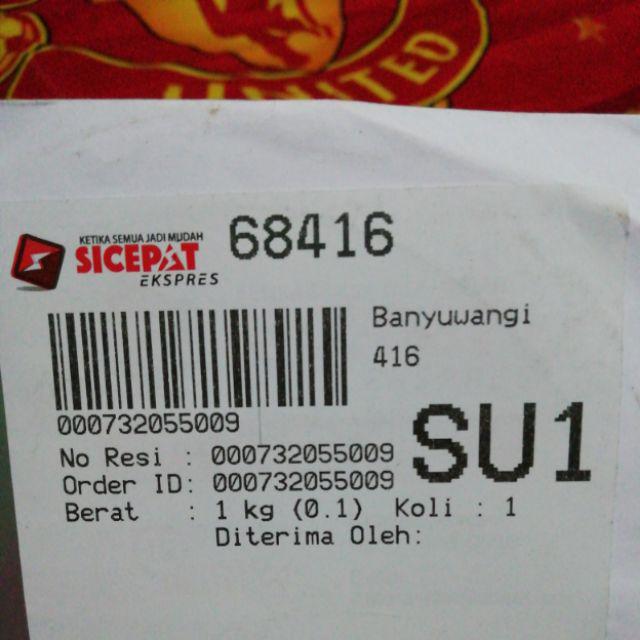 UNITED
KETIKA SEMUA JADI MUDAH
SICEPAT
EKSPRES
68416
Banyuwangi
416
000732055009
SU1
No Resi : 000732055009
Order ID: 000732055009
Berat : 1 kg (0.1) Koli : 1
Diterima Oleh: